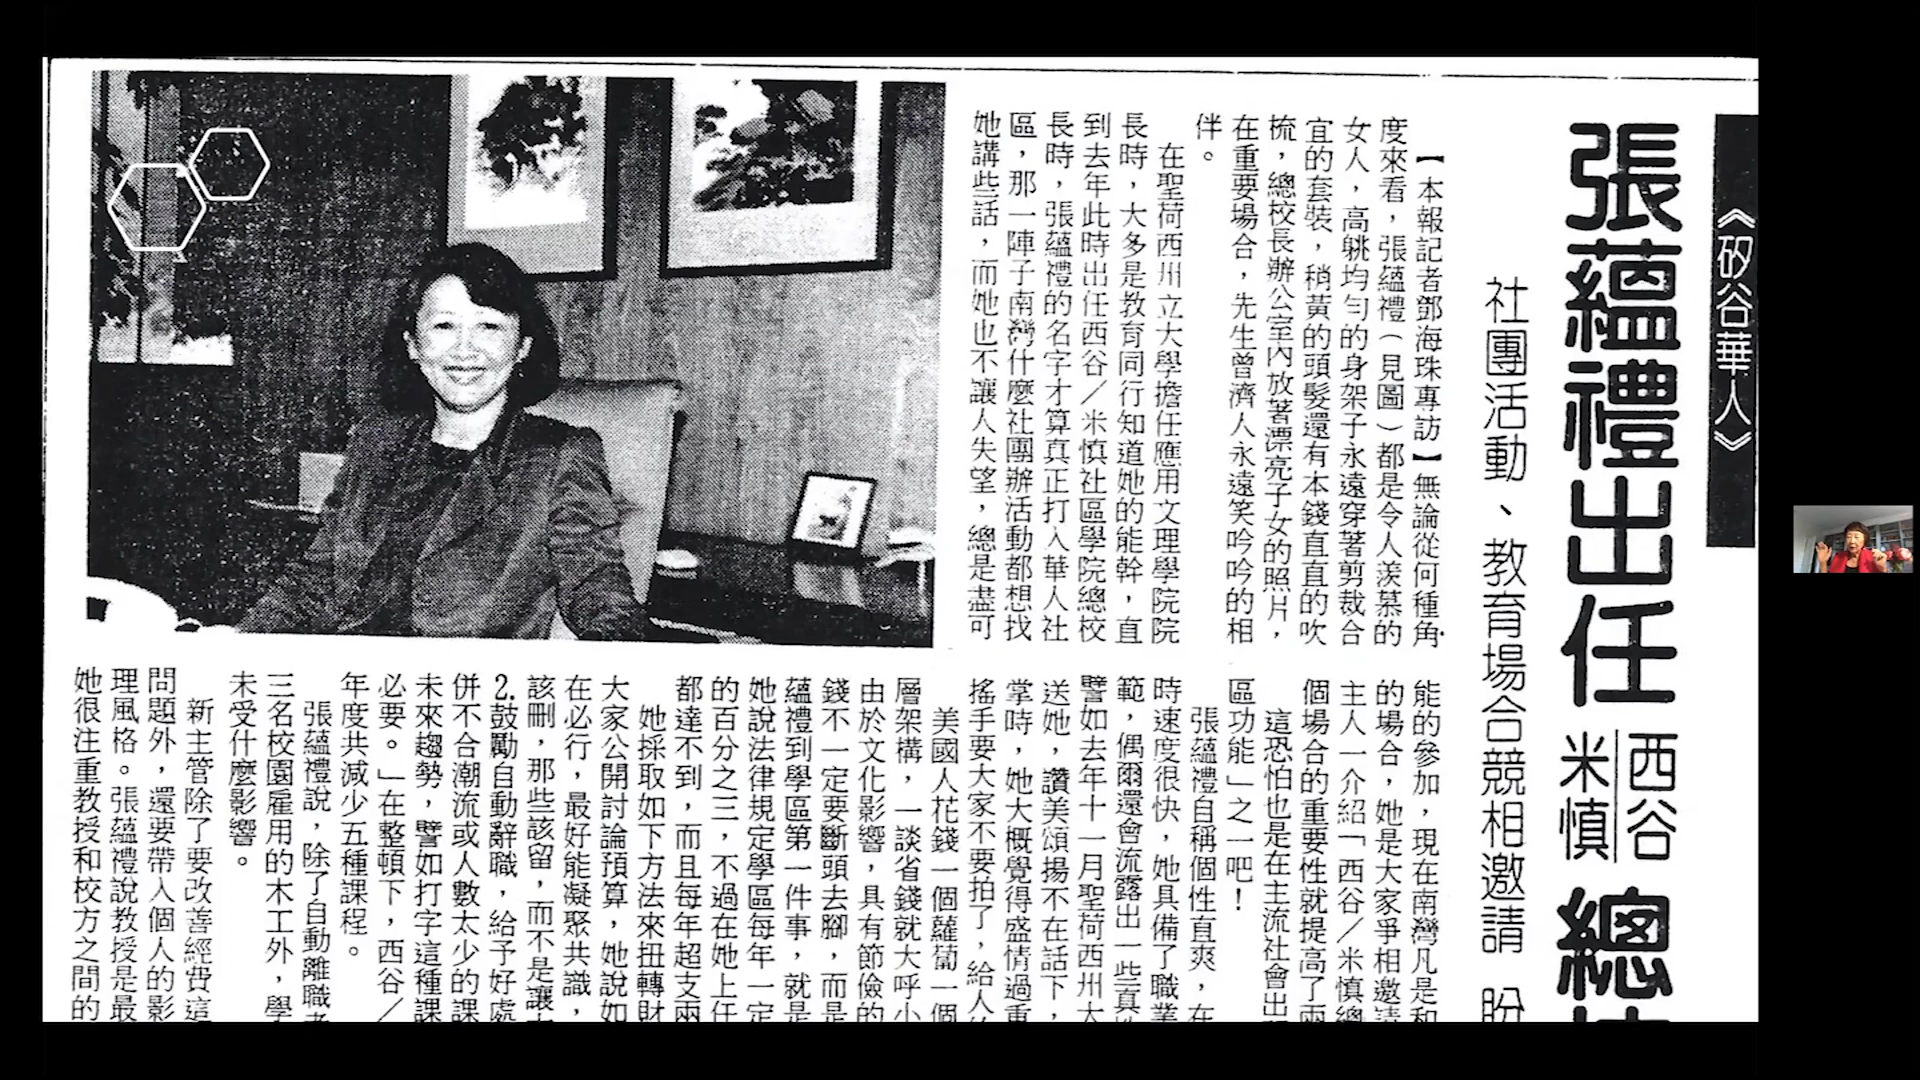 《矽谷華人》
張蘊禮出任西谷米慎總
社團活動、教育場合競相邀請 盼
【本報記者鄧海珠專訪】無論從何種角
度來看，張蘊禮（見圖）都是令人羨慕的
女人，高䠷均勻的身架子永遠穿著剪裁合
宜的套裝，稍黃的頭髮還有本錢直直的吹
梳，總校長辦公室內放著漂亮子女的照片，
在重要場合，先生曾濟人永遠笑吟吟的相
伴。
在聖荷西州立大學擔任應用文理學院院
長時，大多是教育同行知道她的能幹，直
到去年此時出任西谷／米慎社區學院總校
長時，張蘊禮的名字才算真正打入華人社
區，那一陣子南灣什麼社團辦活動都想找
她講些話，而她也不讓人失望，總是盡可
能的參加，現在南灣凡是和
的場合，她是大家爭相邀請
主人一介紹「西谷／米慎總
個場合的重要性就提高了兩
這恐怕也是在主流社會出
區功能」之一吧！
張蘊禮自稱個性直爽，在
時速度很快，她具備了職業
範，偶爾還會流露出一些真
譬如去年十一月聖荷西州大
送她，讚美頌揚不在話下，
掌時，她大概覺得盛情過重
搖手要大家不要拍了，給人
美國人花錢一個蘿蔔一個
層架構，一談省錢就大呼小
由於文化影響，具有節儉的
錢不一定要斷頭去腳，而是
蘊禮到學區第一件事，就是
她說法律規定學區每年一定
的百分之三，不過在她上任
都達不到，而且每年超支兩
她採取如下方法來扭轉財
大家公開討論預算，她說如
在必行，最好能凝聚共識，
該刪，那些該留，而不是讓
2.鼓勵自動辭職，給予好處
併不合潮流或人數太少的課
未來趨勢，譬如打字這種課
必要。」在整頓下，西谷／
年度共減少五種課程。
張蘊禮說，除了自動離職者
三名校園雇用的木工外，學
未受什麼影響。
新主管除了要改善經費這
問題外，還要帶入個人的影
理風格。張蘊禮說教授是最
她很注重教授和校方之間的